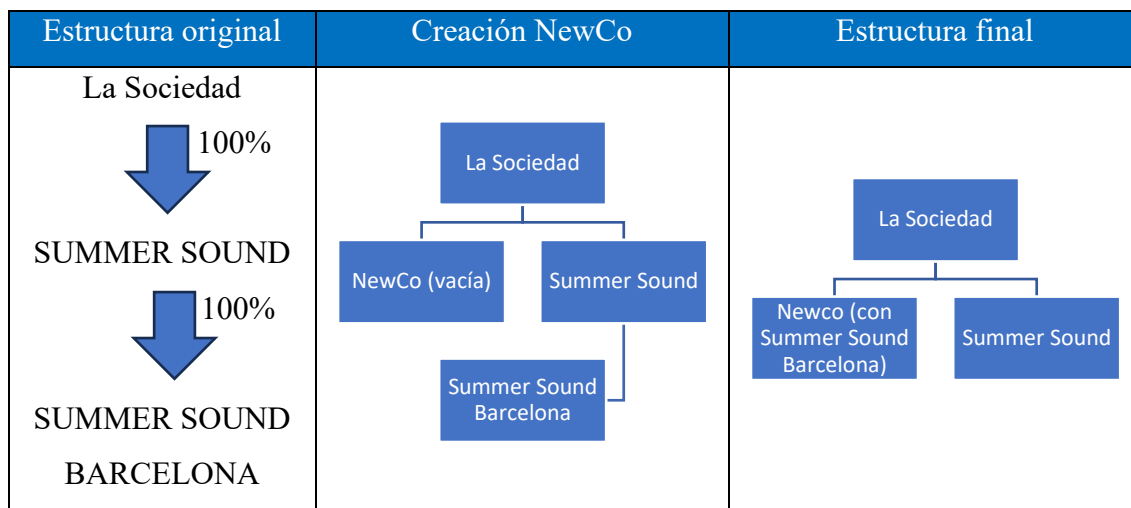 Estructura original
Creación NewCo
Estructura final
La Sociedad
100%
SUMMER SOUND
100%
SUMMER SOUND
BARCELONA
La Sociedad
NewCo (vacía)
Summer Sound
Summer Sound
Barcelona
La Sociedad
Newco (con
Summer Sound
Barcelona)
Summer Sound